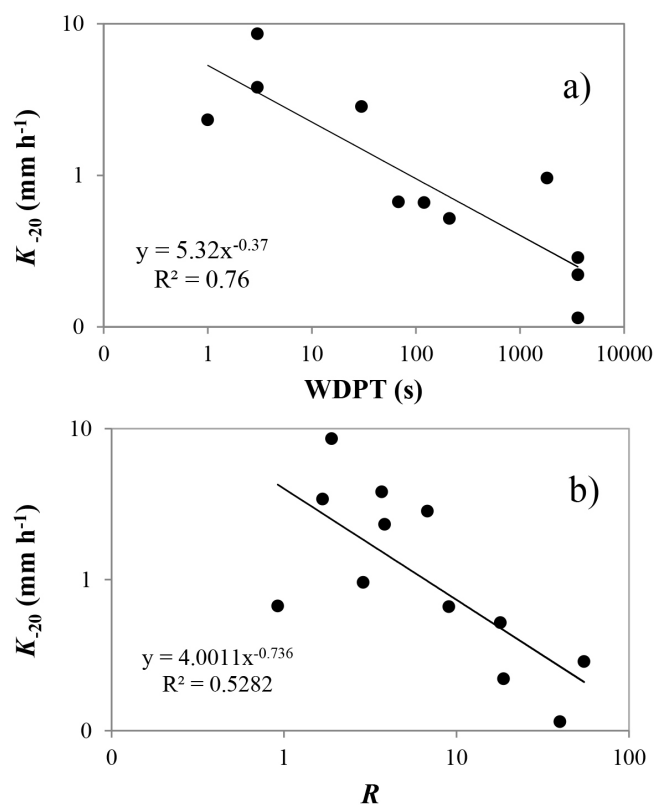 10
1
0
K-20 (mm h-1)
a)
y = 5.32x-0.37
R² = 0.76
0 1 10 100 1000 10000
WDPT (s)
10
1
0
K-20 (mm h-1)
b)
y = 4.0011x-0.736
R² = 0.5282
0 1 10 100
R